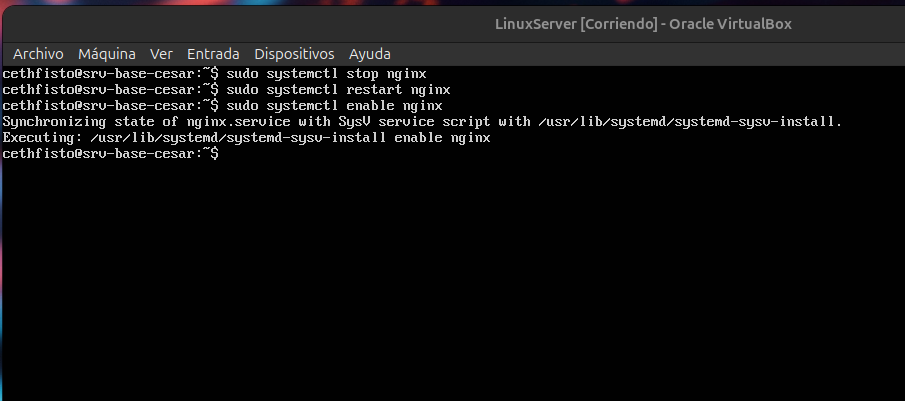 LinuxServer [Corriendo] - Oracle VirtualBox
Archivo Máquina Ver Entrada Dispositivos Ayuda
cethfisto@srv-base-cesar:~$ sudo systemctl stop nginx
cethfisto@srv-base-cesar:~$ sudo systemctl restart nginx
cethfisto@srv-base-cesar:~$ sudo systemctl enable nginx
Synchronizing state of nginx.service with SysV service script with /usr/lib/systemd/systemd-sysv-install.
Executing: /usr/lib/systemd/systemd-sysv-install enable nginx
cethfisto@srv-base-cesar:~$